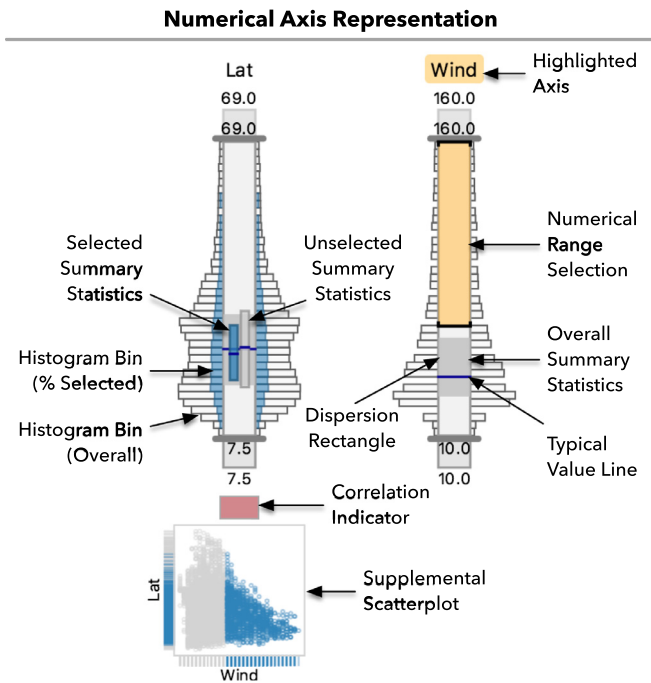 Numerical Axis Representation
Lat
Wind
Highlighted
Axis
69.0
160.0
69.0
160.0
Selected
Summary
Statistics
Unselected
Summary
Statistics
Numerical
Range
Selection
Histogram Bin
(% Selected)
Overall
Summary
Statistics
Histogram Bin
(Overall)
Dispersion
Rectangle
Typical
Value Line
7.5
10.0
7.5
10.0
Correlation
Indicator
Lat
Supplemental
Scatterplot
Wind